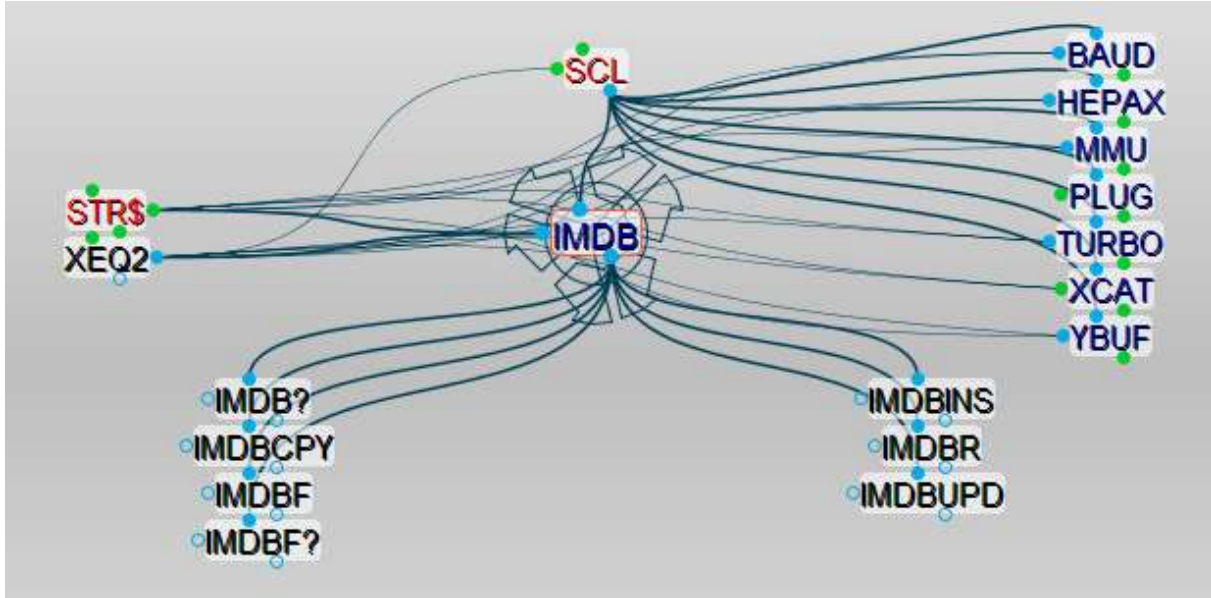 SCL
BAUD
HEPAX
MMU
PLUG
TURBO
XCAT
YBUF
STR$
XEQ2
IMDB
IMDB?
IMDBCPY
IMDBF
IMDBF?
IMDBINS
IMDBR
IMDBUPD